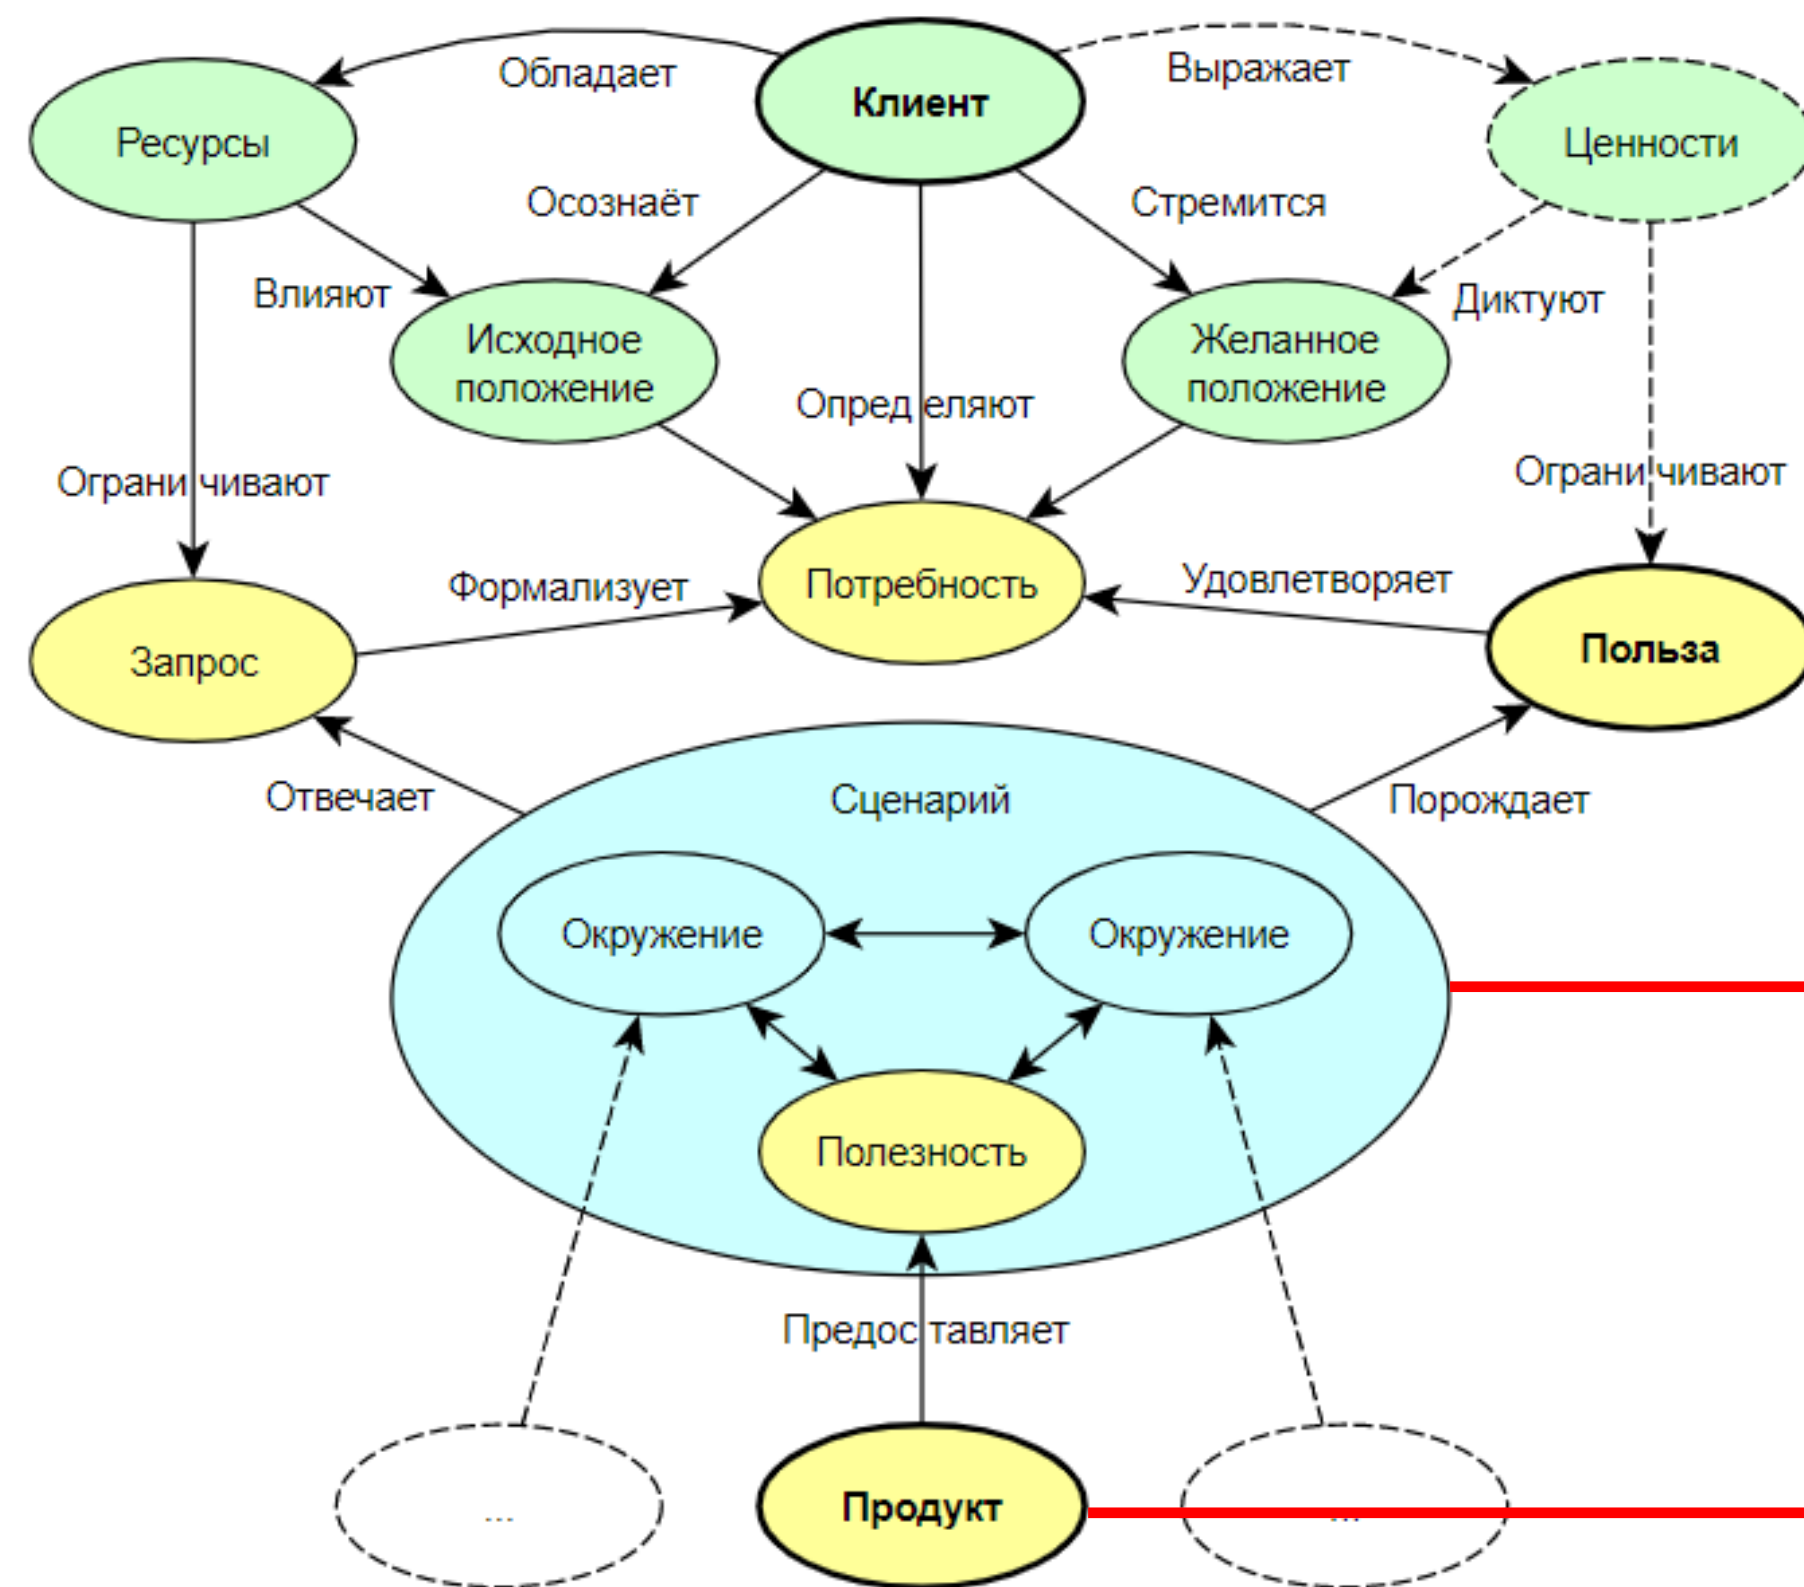 Обладает
Клиент
Выражает
Ресурсы
Ценности
Осознаёт
Стремится
Влияют
Диктуют
Исходное
положение
Желанное
положение
Определяют
Ограничивают
Ограничивают
Формализует
Потребность
Удовлетворяет
Запрос
Польза
Отвечает
Сценарий
Порождает
Окружение
Окружение
Полезность
Предоставляет
...
Продукт
...